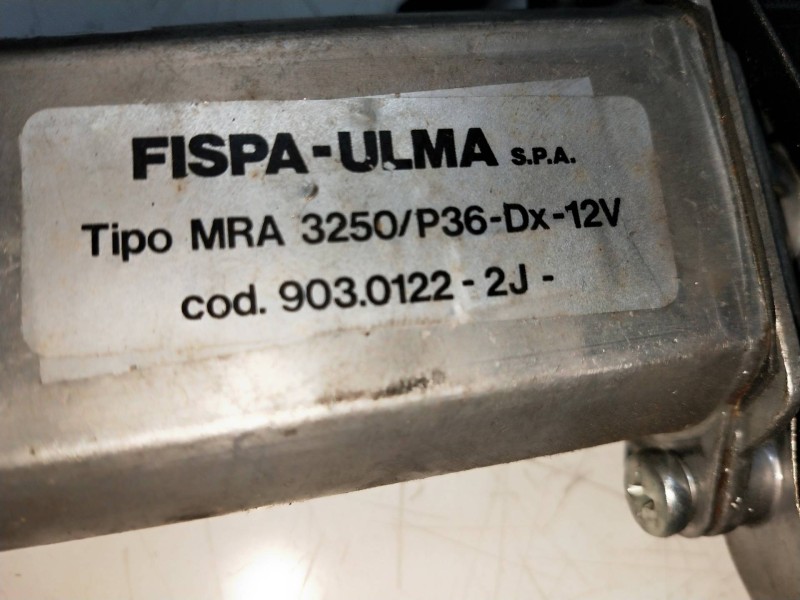 FISPA-ULMA S.P.A.
Tipo MRA 3250/P36-Dx-12V
cod. 903.0122 - 2J -